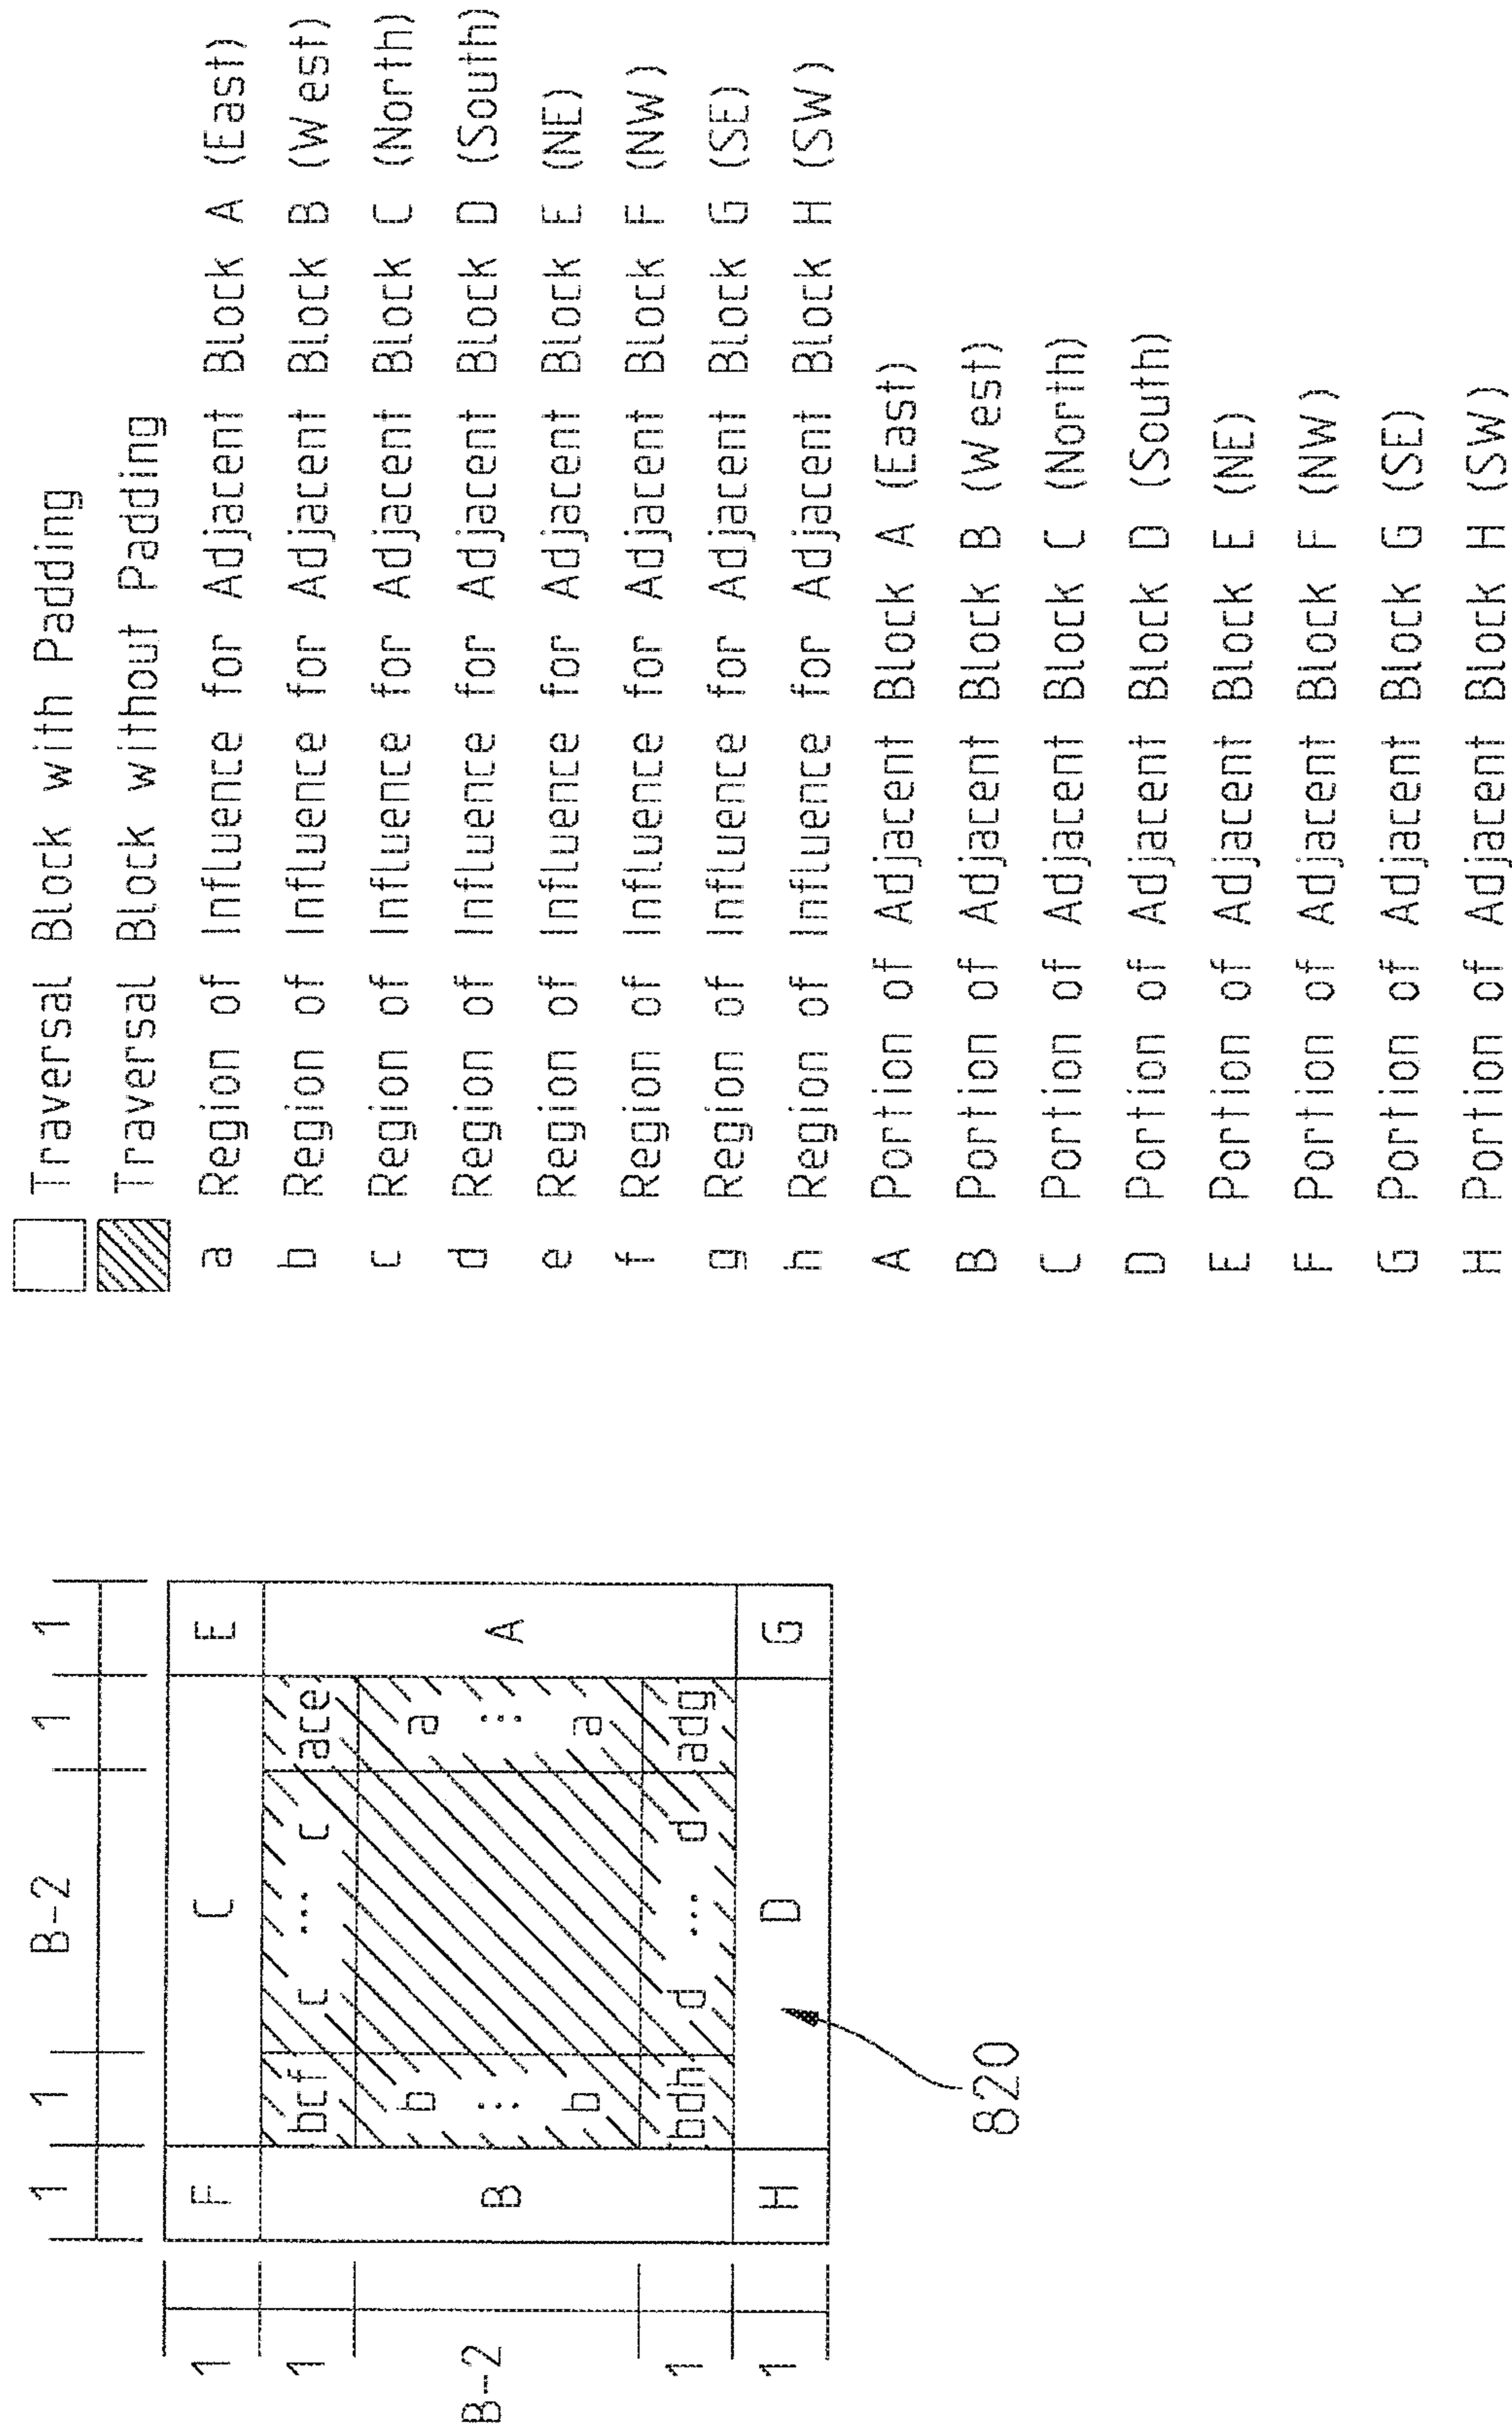 1 1 B-2 1 1
1
1
B-2
1
1
F C E
bcf c ... c ace
b a
B ⋮ ⋮ A
b a
bdh d ... d adg
H D G
820
Traversal Block with Padding
Traversal Block without Padding
a Region of Influence for Adjacent Block A (East)
b Region of Influence for Adjacent Block B (West)
c Region of Influence for Adjacent Block C (North)
d Region of Influence for Adjacent Block D (South)
e Region of Influence for Adjacent Block E (NE)
f Region of Influence for Adjacent Block F (NW)
g Region of Influence for Adjacent Block G (SE)
h Region of Influence for Adjacent Block H (SW)
A Portion of Adjacent Block A (East)
B Portion of Adjacent Block B (West)
C Portion of Adjacent Block C (North)
D Portion of Adjacent Block D (South)
E Portion of Adjacent Block E (NE)
F Portion of Adjacent Block F (NW)
G Portion of Adjacent Block G (SE)
H Portion of Adjacent Block H (SW)